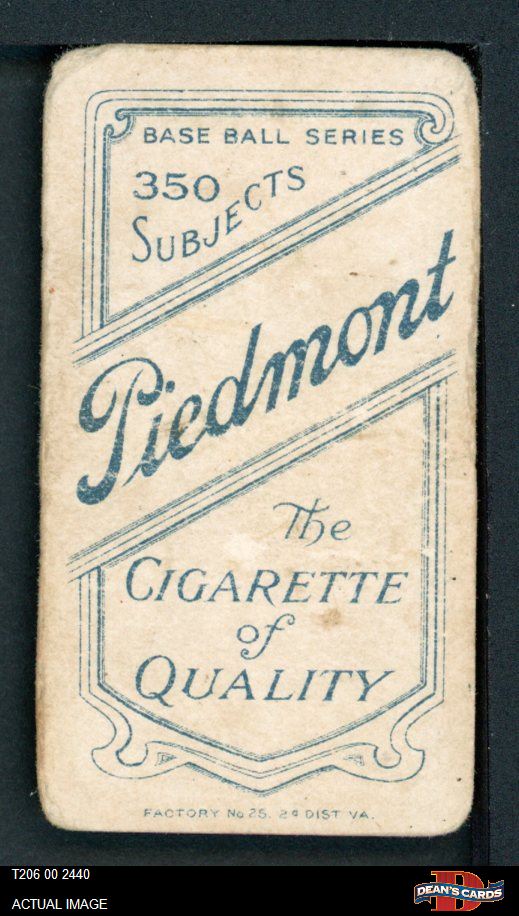 BASE BALL SERIES
350
SUBJECTS
Piedmont
The
CIGARETTE
of
QUALITY
FACTORY No 25. 2d DIST VA.
T206 00 2440
ACTUAL IMAGE
D
DEAN'S CARDS